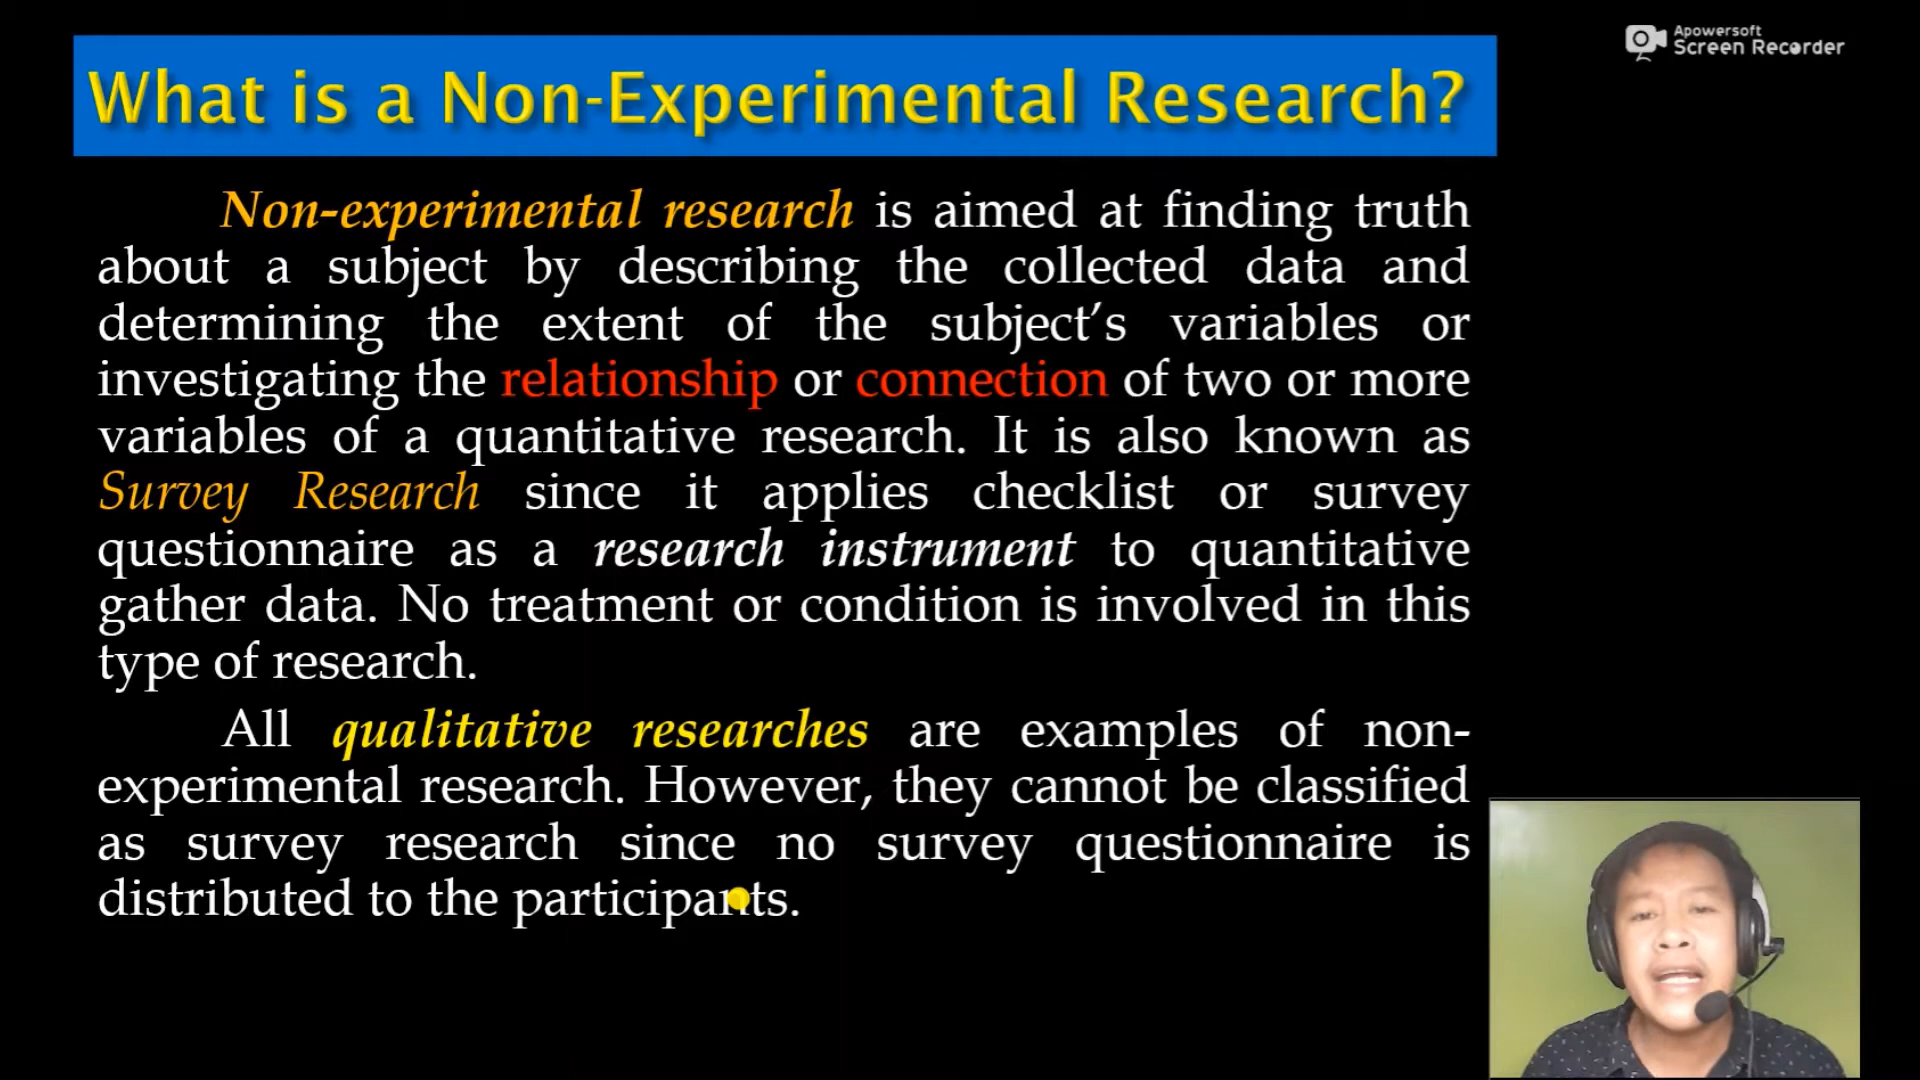 Apowersoft
Screen Recorder
What is a Non-Experimental Research?
Non-experimental research is aimed at finding truth
about a subject by describing the collected data and
determining the extent of the subject's variables or
investigating the relationship or connection of two or more
variables of a quantitative research. It is also known as
Survey Research since it applies checklist or survey
questionnaire as a research instrument to quantitative
gather data. No treatment or condition is involved in this
type of research.
All qualitative researches are examples of non-
experimental research. However, they cannot be classified
as survey research since no survey questionnaire is
distributed to the participants.